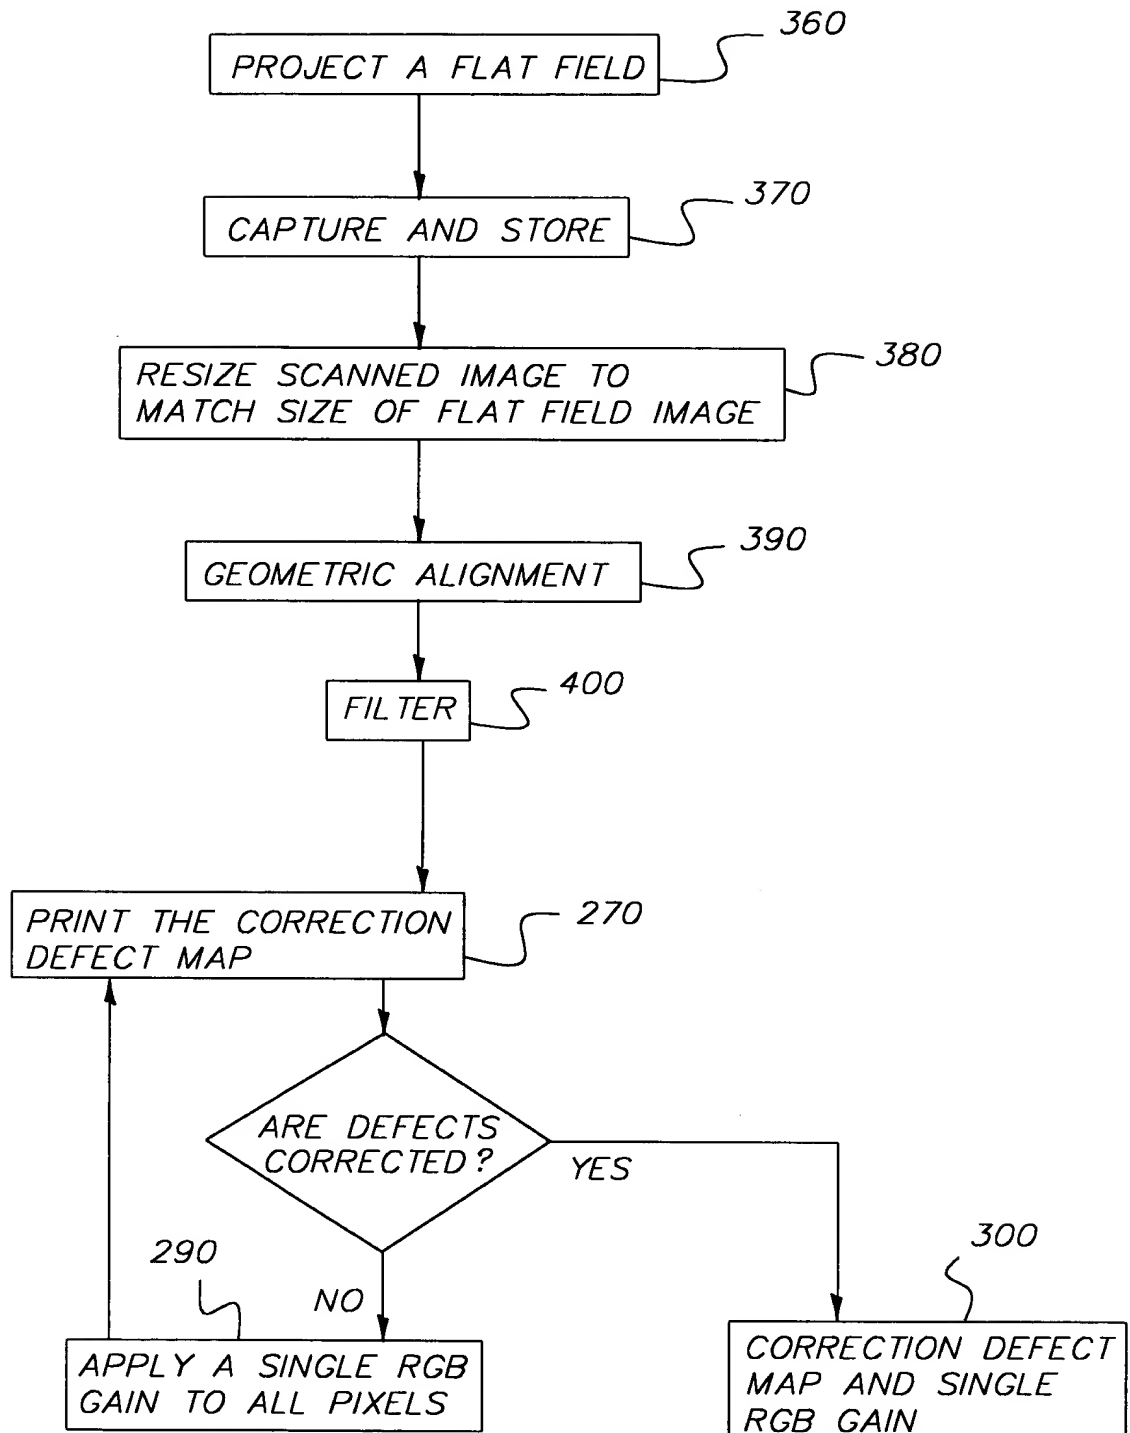 360
PROJECT A FLAT FIELD
370
CAPTURE AND STORE
380
RESIZE SCANNED IMAGE TO
MATCH SIZE OF FLAT FIELD IMAGE
390
GEOMETRIC ALIGNMENT
400
FILTER
270
PRINT THE CORRECTION
DEFECT MAP
ARE DEFECTS
CORRECTED?
YES
NO
290
APPLY A SINGLE RGB
GAIN TO ALL PIXELS
300
CORRECTION DEFECT
MAP AND SINGLE
RGB GAIN